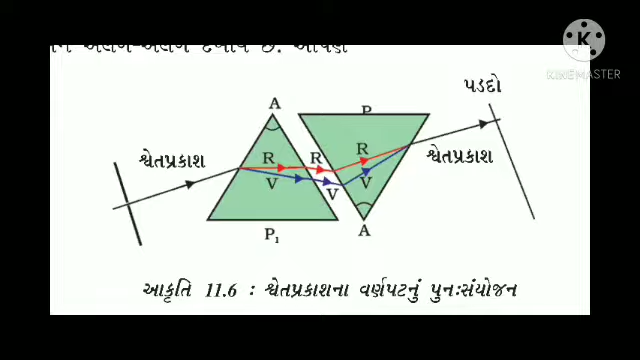 KINEMASTER
પડદો
A
P
શ્વેતપ્રકાશ
R
R
R
શ્વેતપ્રકાશ
V
V
V
P₁
A
આકૃતિ 11.6 : શ્વેતપ્રકાશના વર્ણપટનું પુનઃસંયોજન